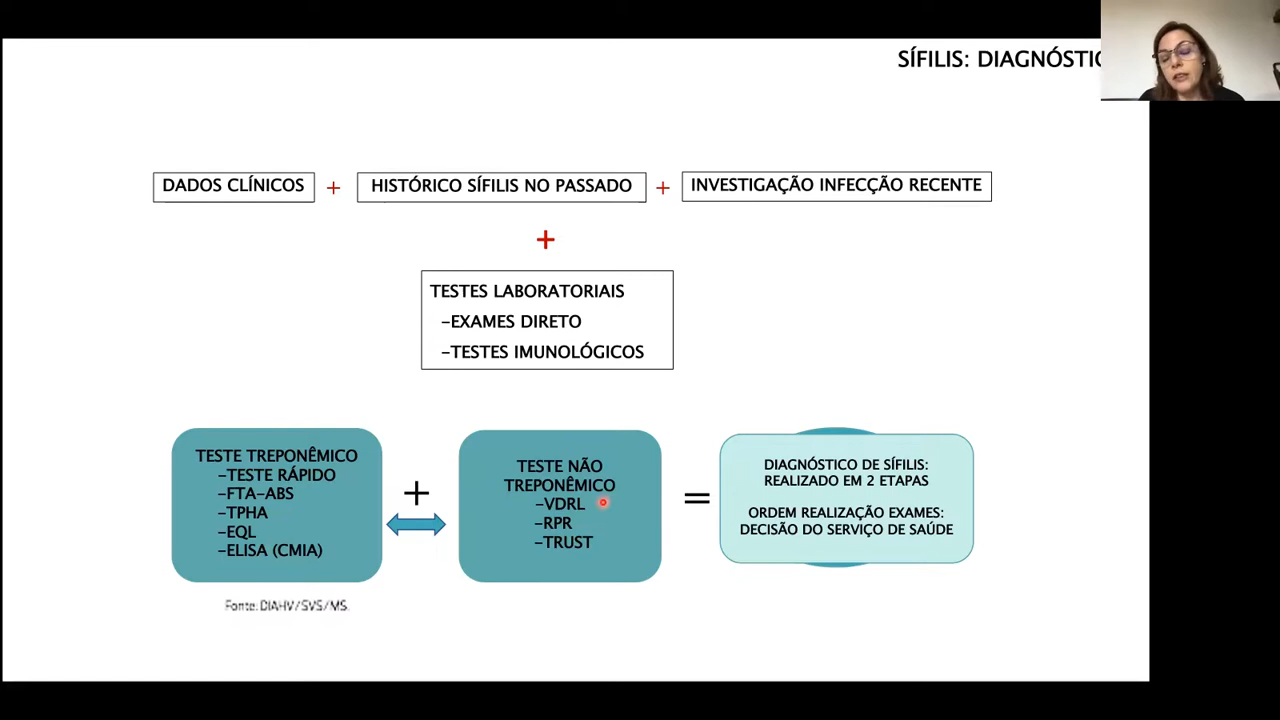 SÍFILIS: DIAGNÓSTIC
DADOS CLÍNICOS + HISTÓRICO SÍFILIS NO PASSADO + INVESTIGAÇÃO INFECÇÃO RECENTE
+
TESTES LABORATORIAIS
-EXAMES DIRETO
-TESTES IMUNOLÓGICOS
TESTE TREPONÊMICO
-TESTE RÁPIDO
-FTA-ABS
-TPHA
-EQL
-ELISA (CMIA)
+
TESTE NÃO
TREPONÊMICO
-VDRL
-RPR
-TRUST
=
DIAGNÓSTICO DE SÍFILIS:
REALIZADO EM 2 ETAPAS
ORDEM REALIZAÇÃO EXAMES:
DECISÃO DO SERVIÇO DE SAÚDE
Fonte: DIAHV/SVS/MS.